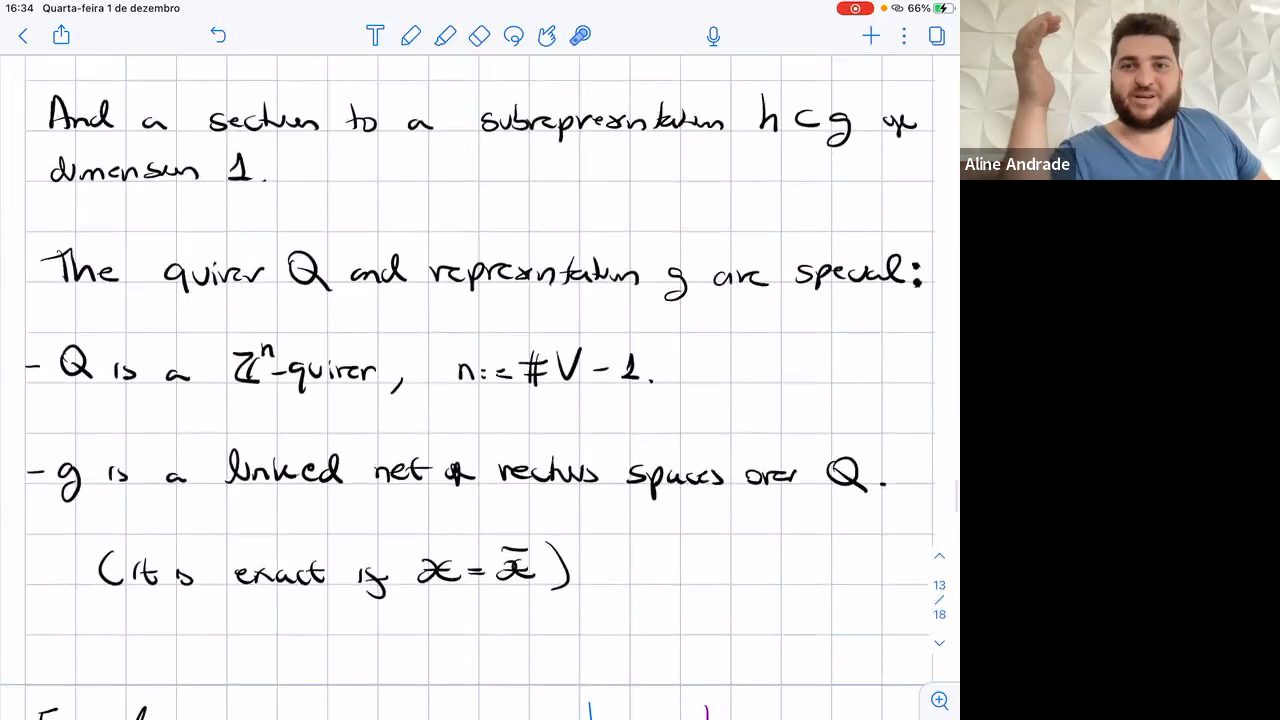 16:34 Quarta-feira 1 de dezembro
66%
And a section to a subrepresentation h ⊂ g of
dimension 1.
The quiver Q and representation g are special:
- Q is a ℤⁿ-quiver, n := #V - 1.
- g is a linked net of vector spaces over Q.
(it is exact if x = x̄)
13
/
18
Aline Andrade